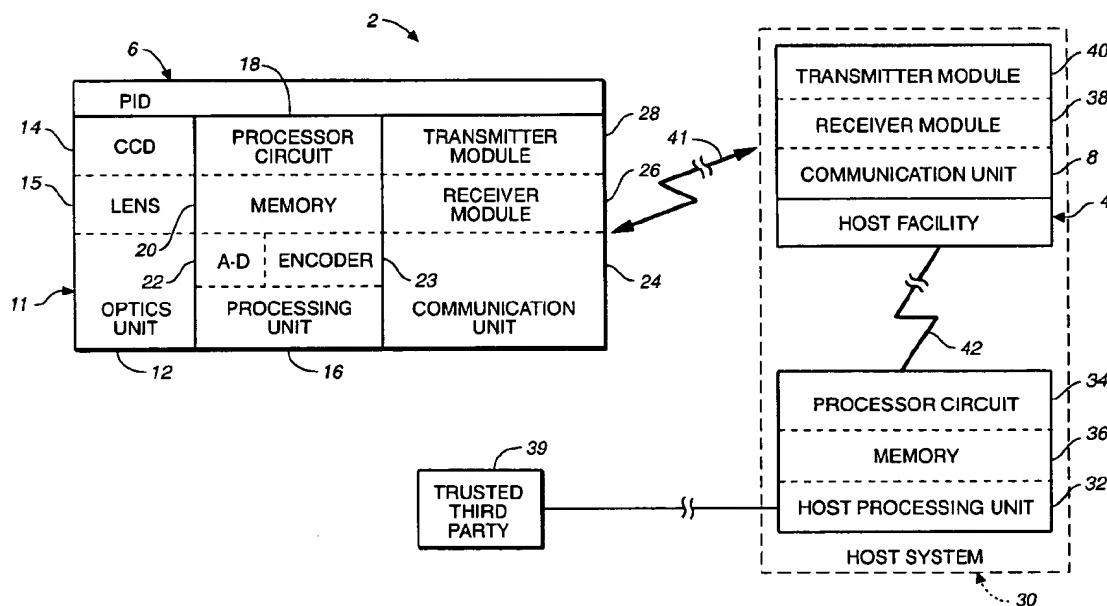 2
6
18
PID
14
CCD
PROCESSOR
CIRCUIT
TRANSMITTER
MODULE
28
15
LENS
MEMORY
RECEIVER
MODULE
26
20
22
A-D
ENCODER
23
24
11
OPTICS
UNIT
PROCESSING
UNIT
COMMUNICATION
UNIT
12
16
41
TRANSMITTER MODULE
40
RECEIVER MODULE
38
COMMUNICATION UNIT
8
HOST FACILITY
4
42
PROCESSOR CIRCUIT
34
MEMORY
36
HOST PROCESSING UNIT
32
HOST SYSTEM
30
39
TRUSTED
THIRD
PARTY